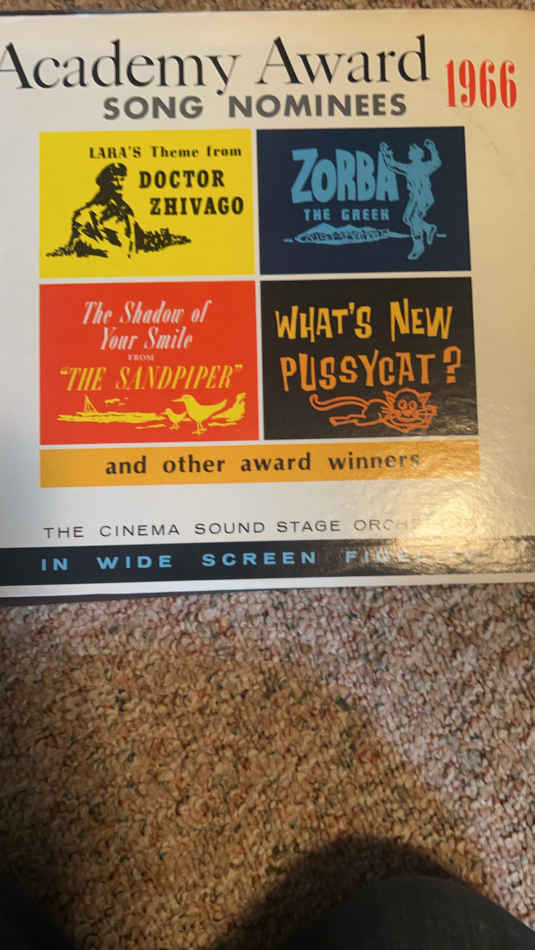 Academy Award
1966
SONG NOMINEES
LARA'S Theme from
DOCTOR
ZHIVAGO
ZORBA
THE GREEK
The Shadow of
Your Smile
FROM
"THE SANDPIPER"
WHAT'S NEW
PUSSYCAT?
and other award winners
THE CINEMA SOUND STAGE
IN WIDE SCREEN